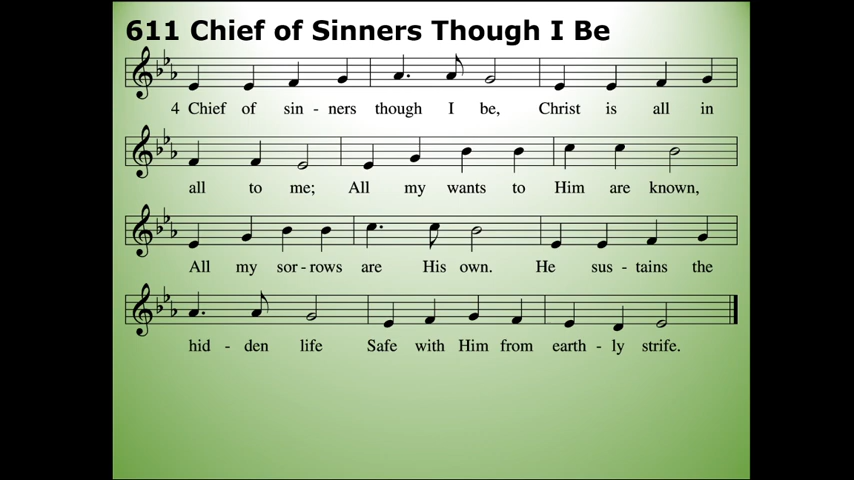 611 Chief of Sinners Though I Be
4 Chief of sin - ners though I be, Christ is all in
all to me; All my wants to Him are known,
All my sor - rows are His own. He sus - tains the
hid - den life Safe with Him from earth - ly strife.